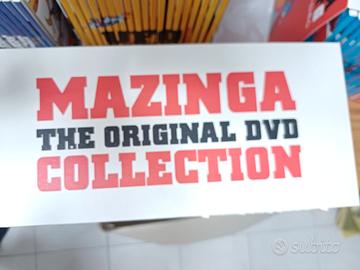 MAZINGA
THE ORIGINAL DVD
COLLECTION
subito